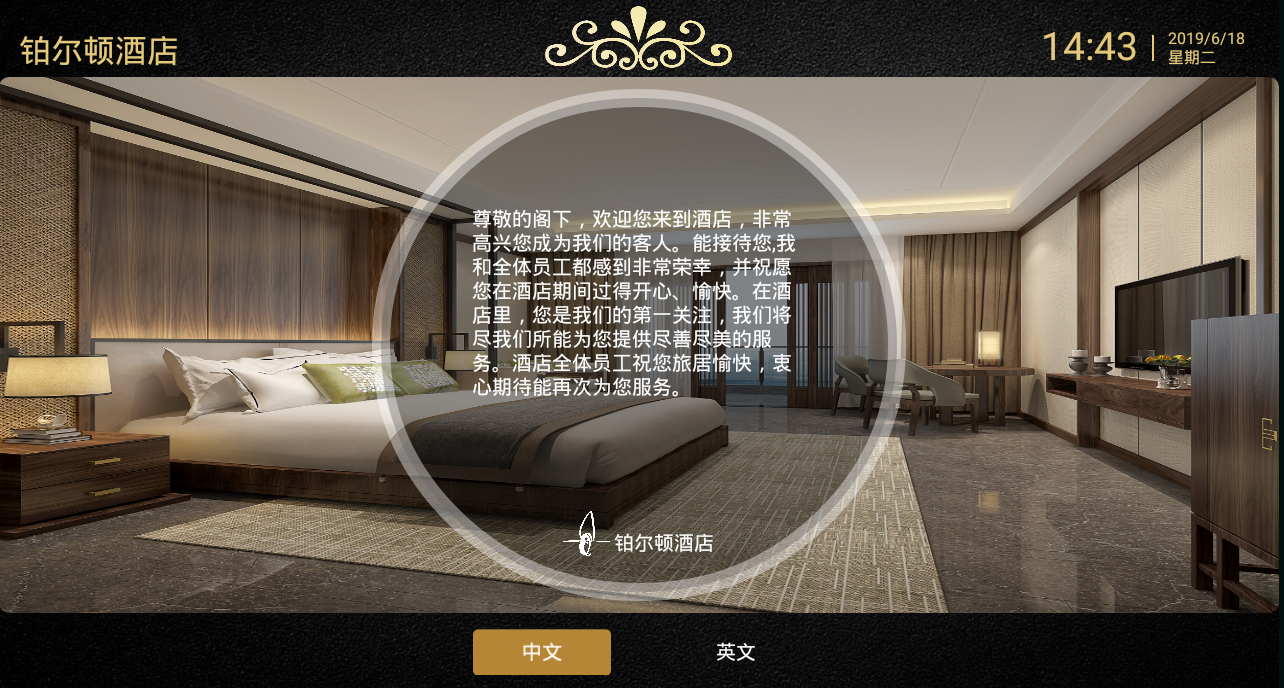 铂尔顿酒店
14:43
2019/6/18
星期二
尊敬的阁下，欢迎您来到酒店，非常
高兴您成为我们的客人。能接待您,我
和全体员工都感到非常荣幸，并祝愿
您在酒店期间过得开心、愉快。在酒
店里，您是我们的第一关注，我们将
尽我们所能为您提供尽善尽美的服
务。酒店全体员工祝您旅居愉快，衷
心期待能再次为您服务。
铂尔顿酒店
中文
英文